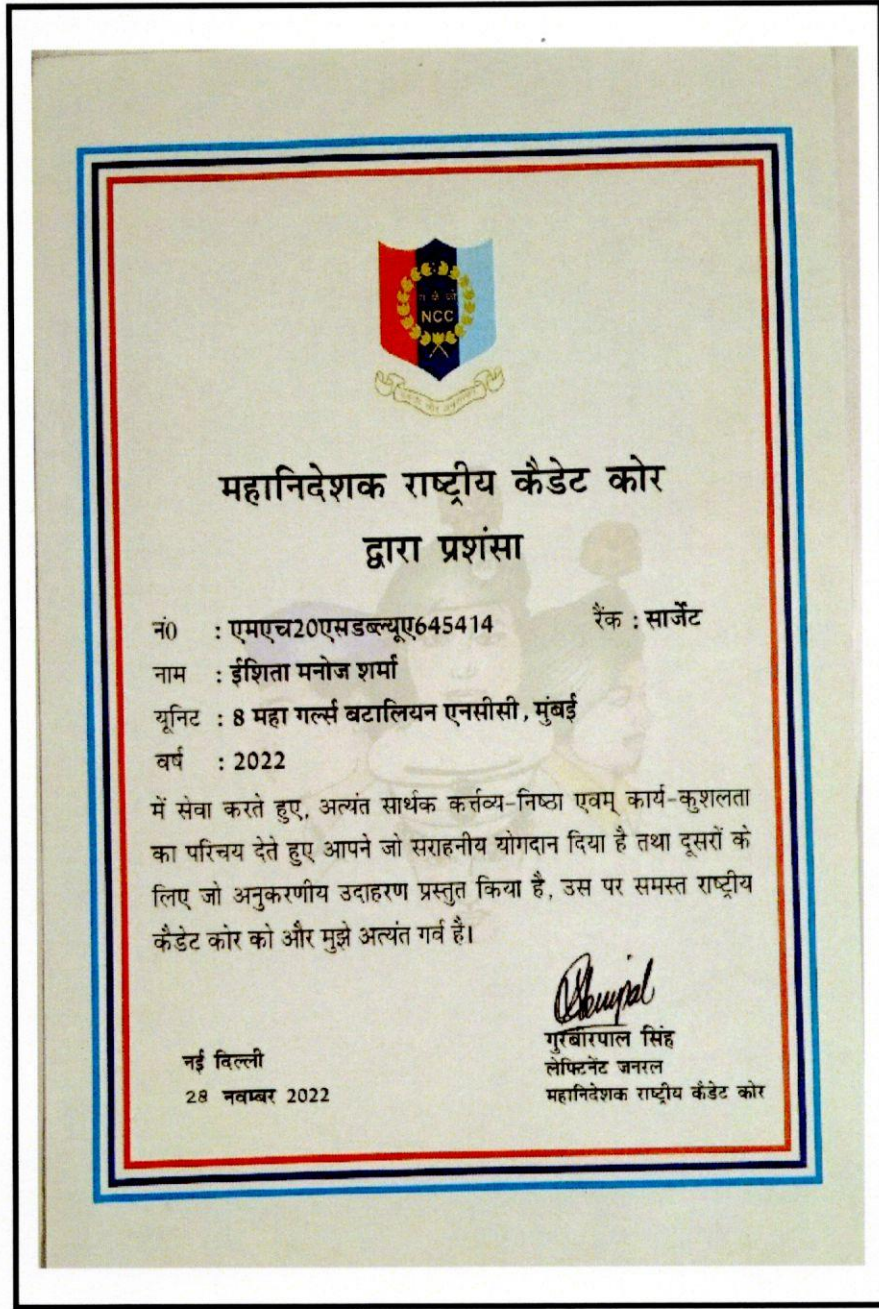 रा कै को
NCC
महानिदेशक राष्ट्रीय कैडेट कोर
द्वारा प्रशंसा
नं0 : एमएच20एसडब्ल्यूए645414 रैंक : सार्जेंट
नाम : ईशिता मनोज शर्मा
यूनिट : 8 महा गर्ल्स बटालियन एनसीसी, मुंबई
वर्ष : 2022
में सेवा करते हुए, अत्यंत सार्थक कर्त्तव्य-निष्ठा एवम् कार्य-कुशलता
का परिचय देते हुए आपने जो सराहनीय योगदान दिया है तथा दूसरों के
लिए जो अनुकरणीय उदाहरण प्रस्तुत किया है, उस पर समस्त राष्ट्रीय
कैडेट कोर को और मुझे अत्यंत गर्व है।
गुरबीरपाल सिंह
नई दिल्ली लेफ्टिनेंट जनरल
28 नवम्बर 2022 महानिदेशक राष्ट्रीय कैडेट कोर